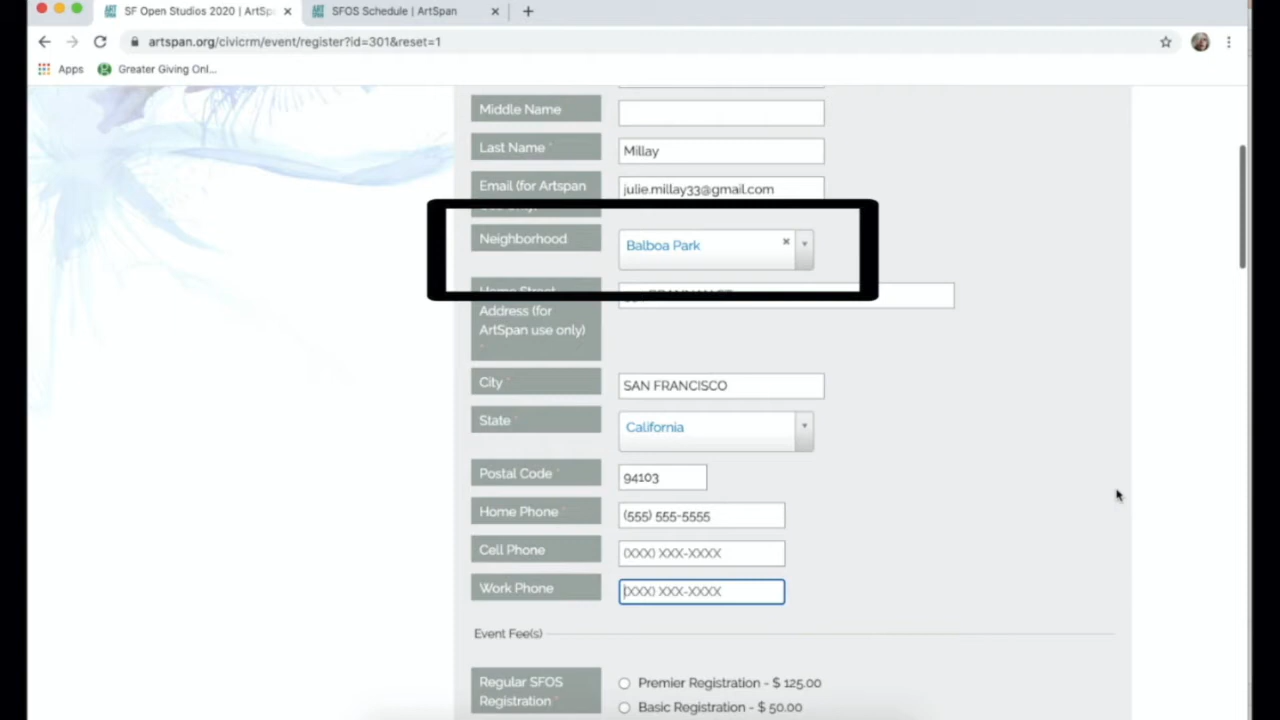 SF Open Studios 2020 | ArtSp
SFOS Schedule | ArtSpan
artspan.org/civicrm/event/register?id=301&reset=1
Apps
Greater Giving Onl...
Middle Name
Last Name *
Millay
Email (for Artspan
julie.millay33@gmail.com
Neighborhood
Balboa Park
Home Street
Address (for
ArtSpan use only)
*
City *
SAN FRANCISCO
State *
California
Postal Code *
94103
Home Phone *
(555) 555-5555
Cell Phone
(XXX) XXX-XXXX
Work Phone
(XXX) XXX-XXXX
Event Fee(s)
Regular SFOS
Registration *
Premier Registration - $ 125.00
Basic Registration - $ 50.00